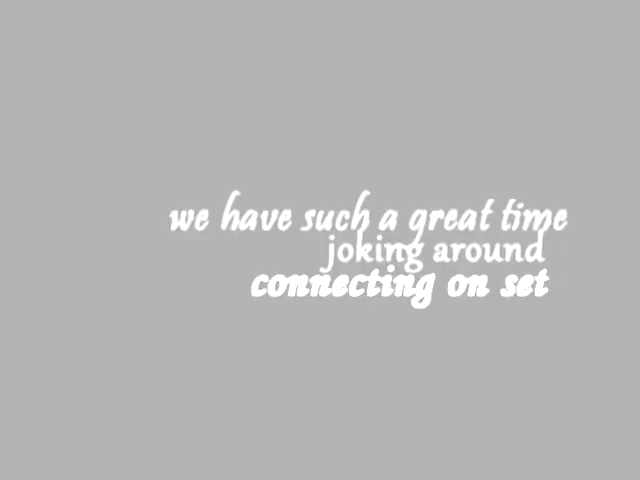 we have such a great time
joking around
connecting on set